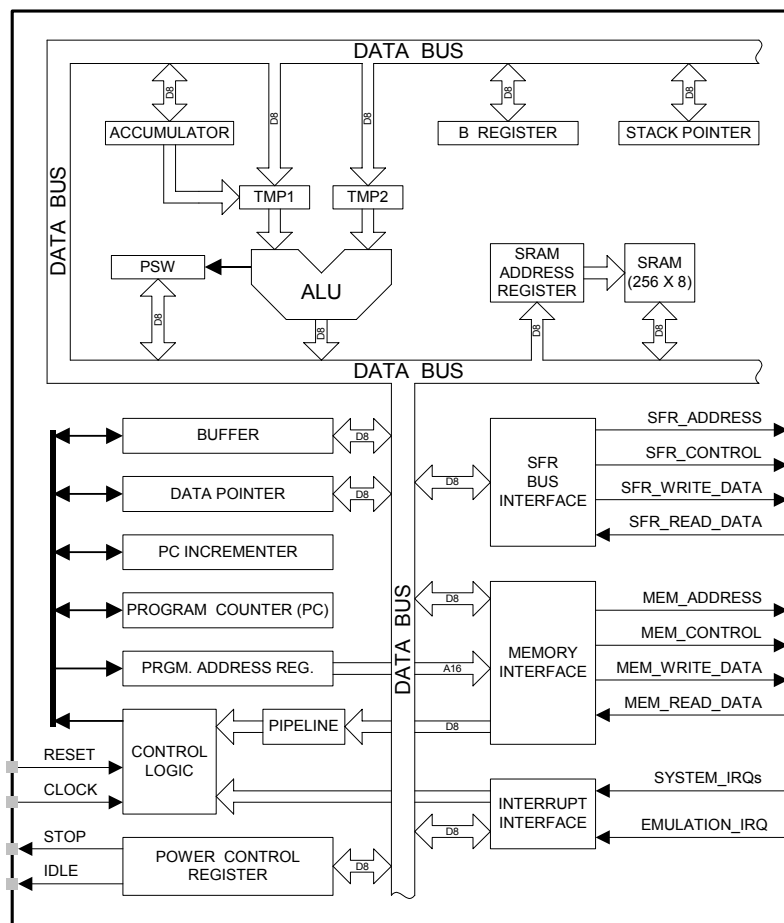 DATA BUS
D8
D8
D8
D8
D8
ACCUMULATOR
B REGISTER
STACK POINTER
DATA BUS
TMP1
TMP2
PSW
ALU
SRAM
ADDRESS
REGISTER
SRAM
(256 X 8)
D8
D8
D8
D8
DATA BUS
BUFFER
D8
DATA POINTER
D8
PC INCREMENTER
PROGRAM COUNTER (PC)
PRGM. ADDRESS REG.
A16
DATA BUS
D8
SFR
BUS
INTERFACE
SFR_ADDRESS
SFR_CONTROL
SFR_WRITE_DATA
SFR_READ_DATA
D8
MEMORY
INTERFACE
MEM_ADDRESS
MEM_CONTROL
MEM_WRITE_DATA
MEM_READ_DATA
RESET
CLOCK
CONTROL
LOGIC
PIPELINE
D8
INTERRUPT
INTERFACE
SYSTEM_IRQs
EMULATION_IRQ
D8
STOP
IDLE
POWER CONTROL
REGISTER
D8